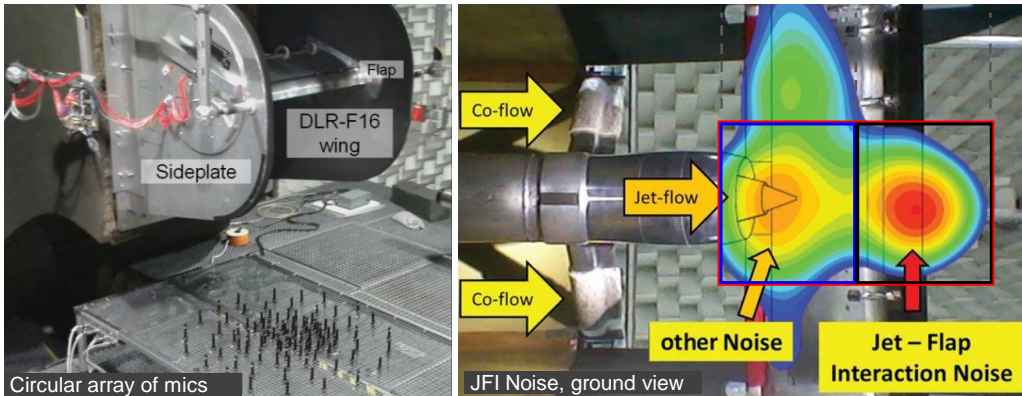 Flap
DLR-F16
wing
Sideplate
Circular array of mics
Co-flow
Jet-flow
Co-flow
other Noise
Jet – Flap
Interaction Noise
JFI Noise, ground view